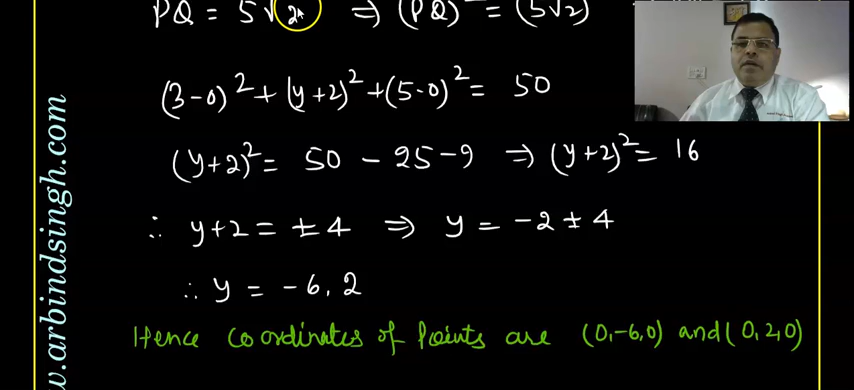 PQ = 5√2 ⇒ (PQ) = (5√2)
(3-0)² + (y+2)² + (5-0)² = 50
(y+2)² = 50 - 25 - 9 ⇒ (y+2)² = 16
∴ y+2 = ±4 ⇒ y = -2 ± 4
∴ y = -6, 2
Hence coordinates of Points are (0,-6,0) and (0,2,0)
w.arbindsingh.com